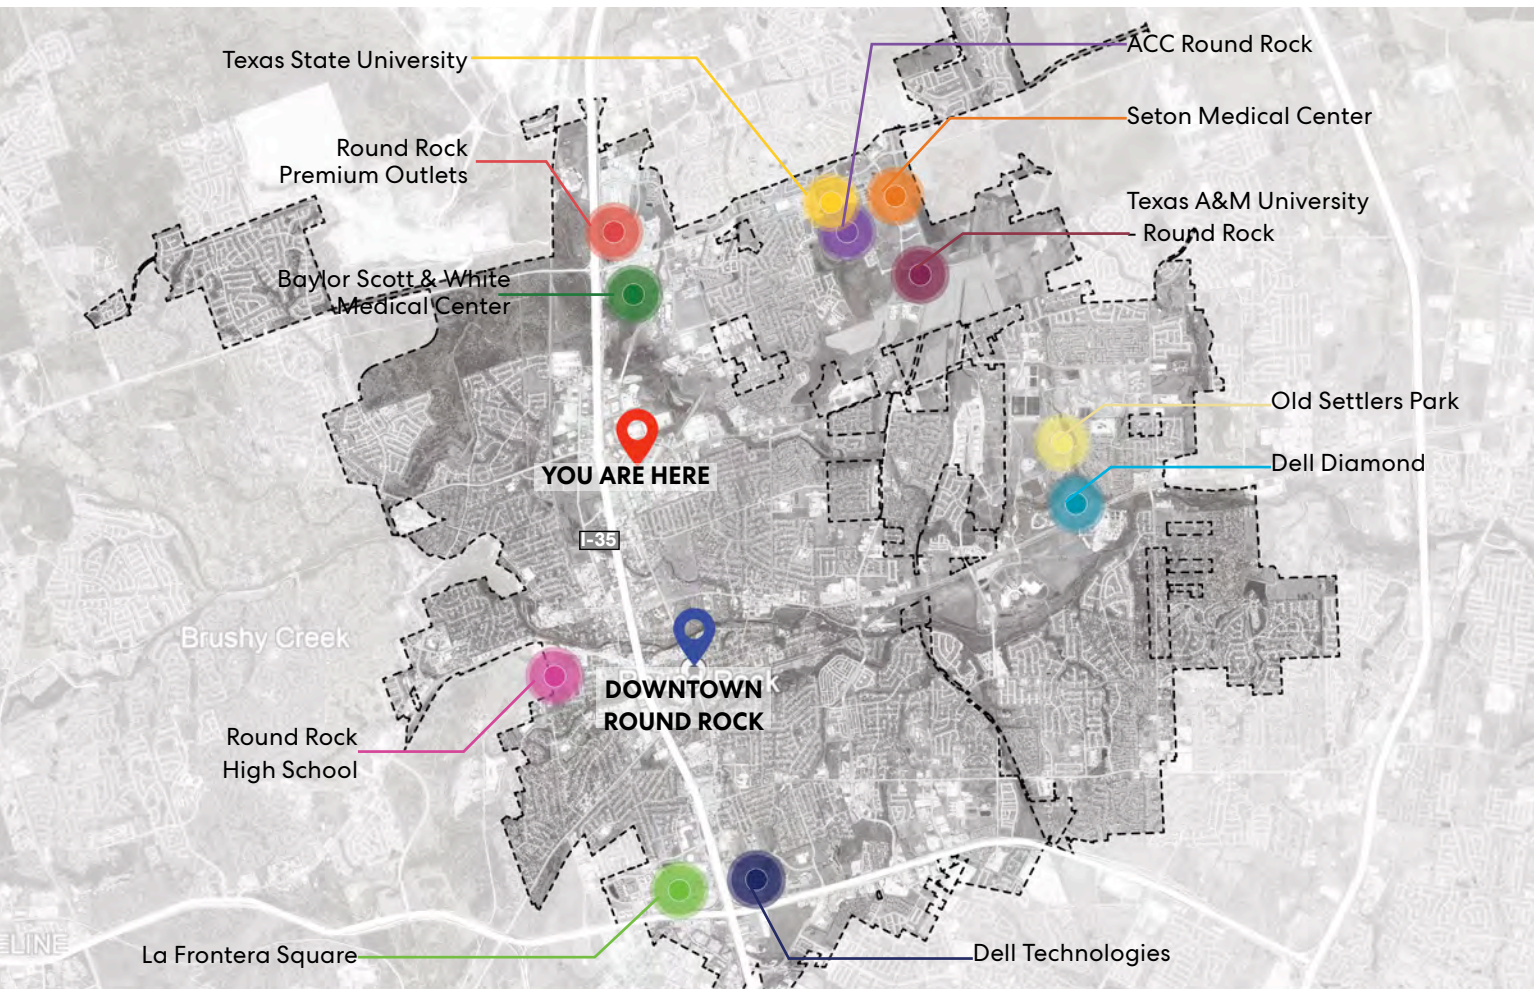 Texas State University
ACC Round Rock
Seton Medical Center
Round Rock
Premium Outlets
Texas A&M University
- Round Rock
Baylor Scott & White
Medical Center
Old Settlers Park
Dell Diamond
YOU ARE HERE
I-35
Brushy Creek
DOWNTOWN
ROUND ROCK
Round Rock
High School
La Frontera Square
Dell Technologies